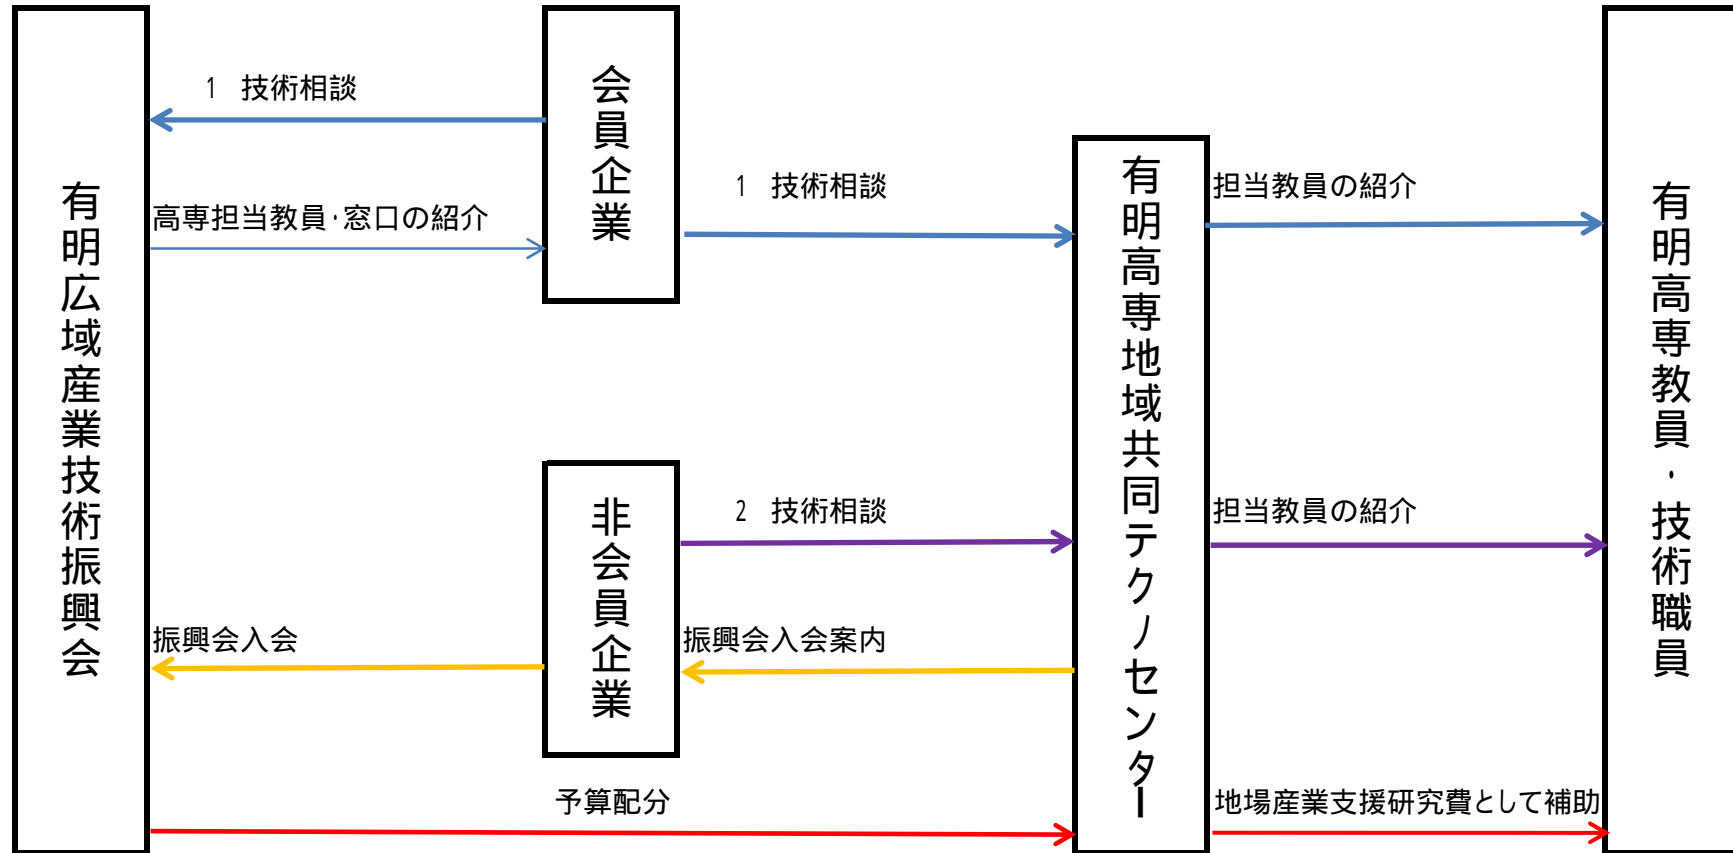 有明広域産業技術振興会
1 技術相談
高専担当教員・窓口の紹介
会員企業
1 技術相談
有明高専地域共同テクノセンター
担当教員の紹介
有明高専教員・技術職員
非会員企業
2 技術相談
担当教員の紹介
振興会入会
振興会入会案内
予算配分
地場産業支援研究費として補助